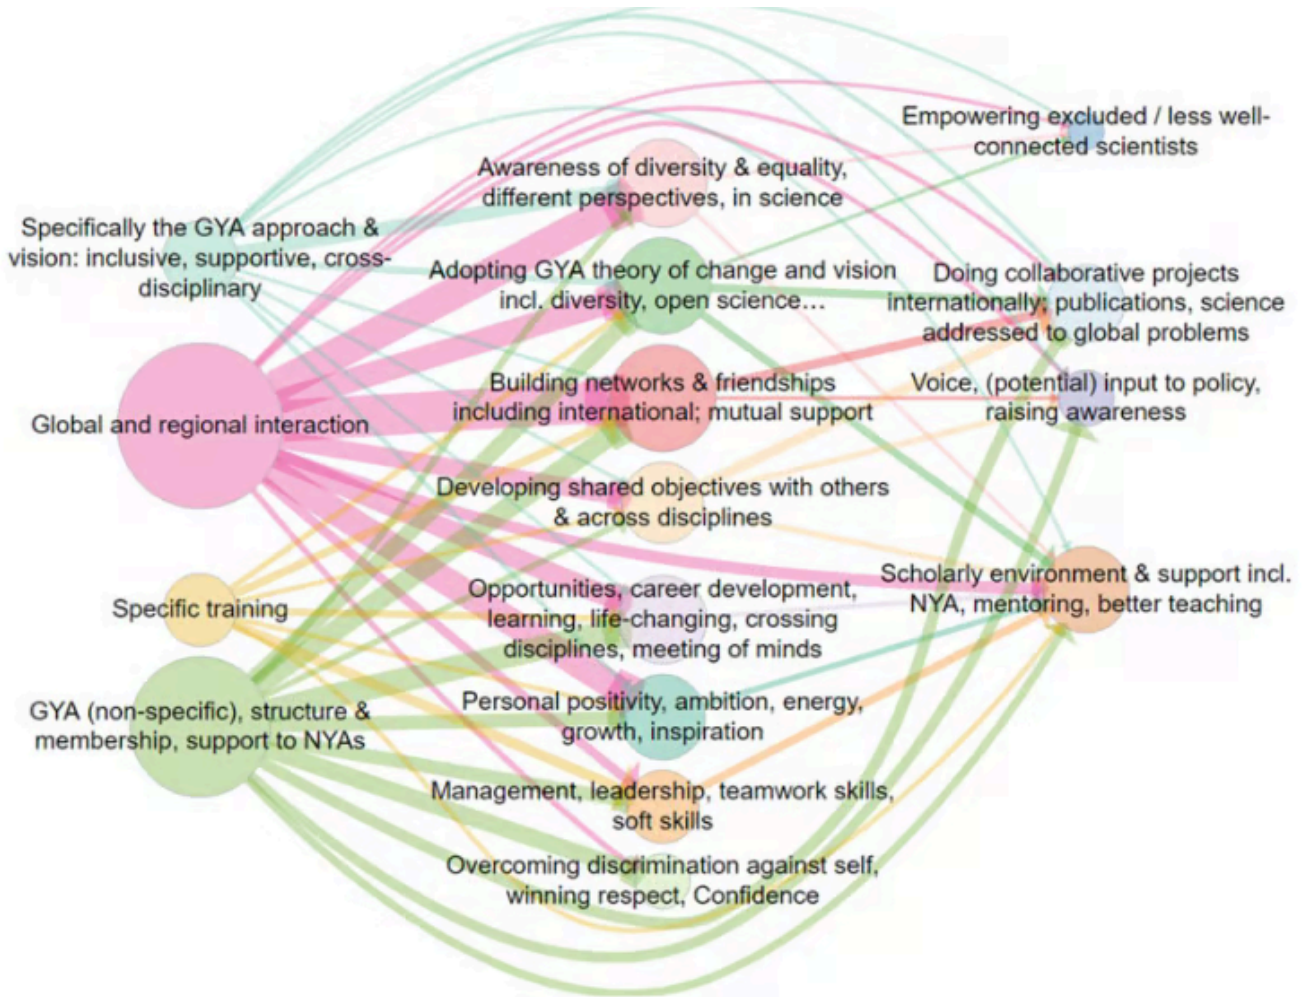 Specifically the GYA approach &
vision: inclusive, supportive, cross-
disciplinary
Global and regional interaction
Specific training
GYA (non-specific), structure &
membership, support to NYAs
Awareness of diversity & equality,
different perspectives, in science
Adopting GYA theory of change and vision
incl. diversity, open science...
Building networks & friendships
including international; mutual support
Developing shared objectives with others
& across disciplines
Opportunities, career development,
learning, life-changing, crossing
disciplines, meeting of minds
Personal positivity, ambition, energy,
growth, inspiration
Management, leadership, teamwork skills,
soft skills
Overcoming discrimination against self,
winning respect, Confidence
Empowering excluded / less well-
connected scientists
Doing collaborative projects
internationally; publications, science
addressed to global problems
Voice, (potential) input to policy,
raising awareness
Scholarly environment & support incl.
NYA, mentoring, better teaching